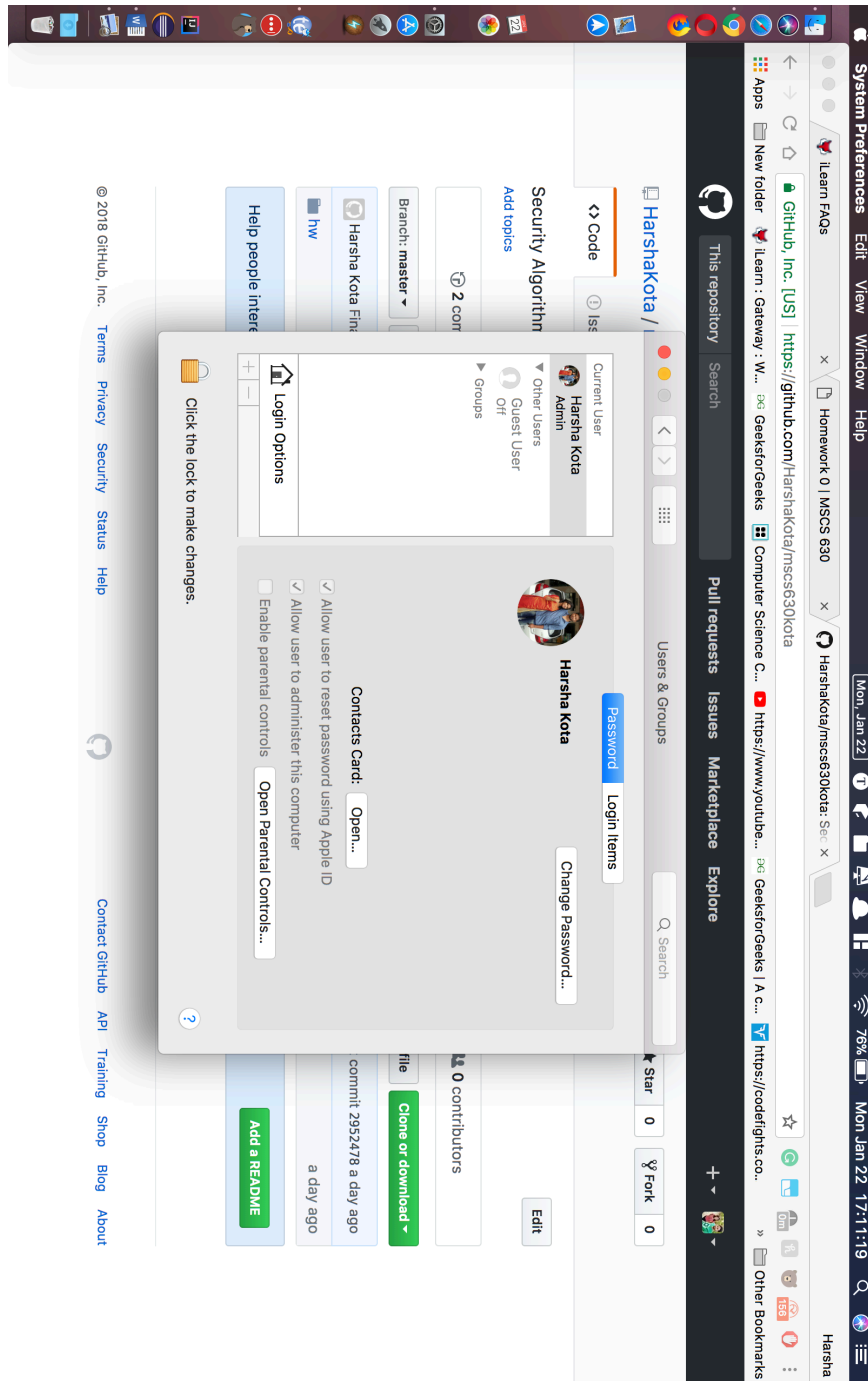 System Preferences Edit View Window Help Mon, Jan 22 76% Mon Jan 22 17:11:19
iLearn FAQs × Homework 0 | MSCS 630 × HarshaKota/mscs630kota: Sec × Harsha
GitHub, Inc. [US] https://github.com/HarshaKota/mscs630kota 0m 156
Apps New folder iLearn : Gateway : W... GeeksforGeeks Computer Science C... https://www.youtube... GeeksforGeeks | A c... https://codefights.co.. » Other Bookmarks
This repository Search Pull requests Issues Marketplace Explore
HarshaKota / Star 0 Fork 0
<> Code Iss
Security Algorithm Edit
Add topics
2 com 0 contributors
Branch: master file Clone or download
Harsha Kota Fina commit 2952478 a day ago
hw a day ago
Help people intere Add a README
© 2018 GitHub, Inc. Terms Privacy Security Status Help Contact GitHub API Training Shop Blog About
Users & Groups Search
Password Login Items
Current User
Harsha Kota
Admin
Other Users
Guest User
Off
Groups
Login Options
+ −
Harsha Kota Change Password...
Contacts Card: Open...
Allow user to reset password using Apple ID
Allow user to administer this computer
Enable parental controls Open Parental Controls...
Click the lock to make changes. ?
22